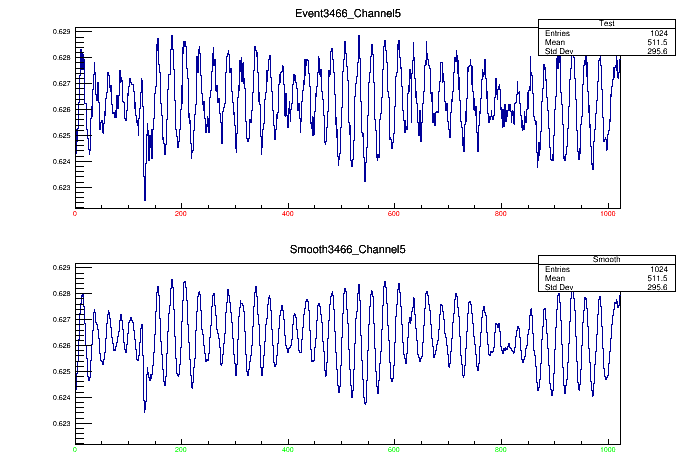 Event3466_Channel5
Test
Entries 1024
Mean 511.5
Std Dev 295.6
0.629
0.628
0.627
0.626
0.625
0.624
0.623
0 200 400 600 800 1000
Smooth3466_Channel5
Smooth
Entries 1024
Mean 511.5
Std Dev 295.6
0.629
0.628
0.627
0.626
0.625
0.624
0.623
0 200 400 600 800 1000